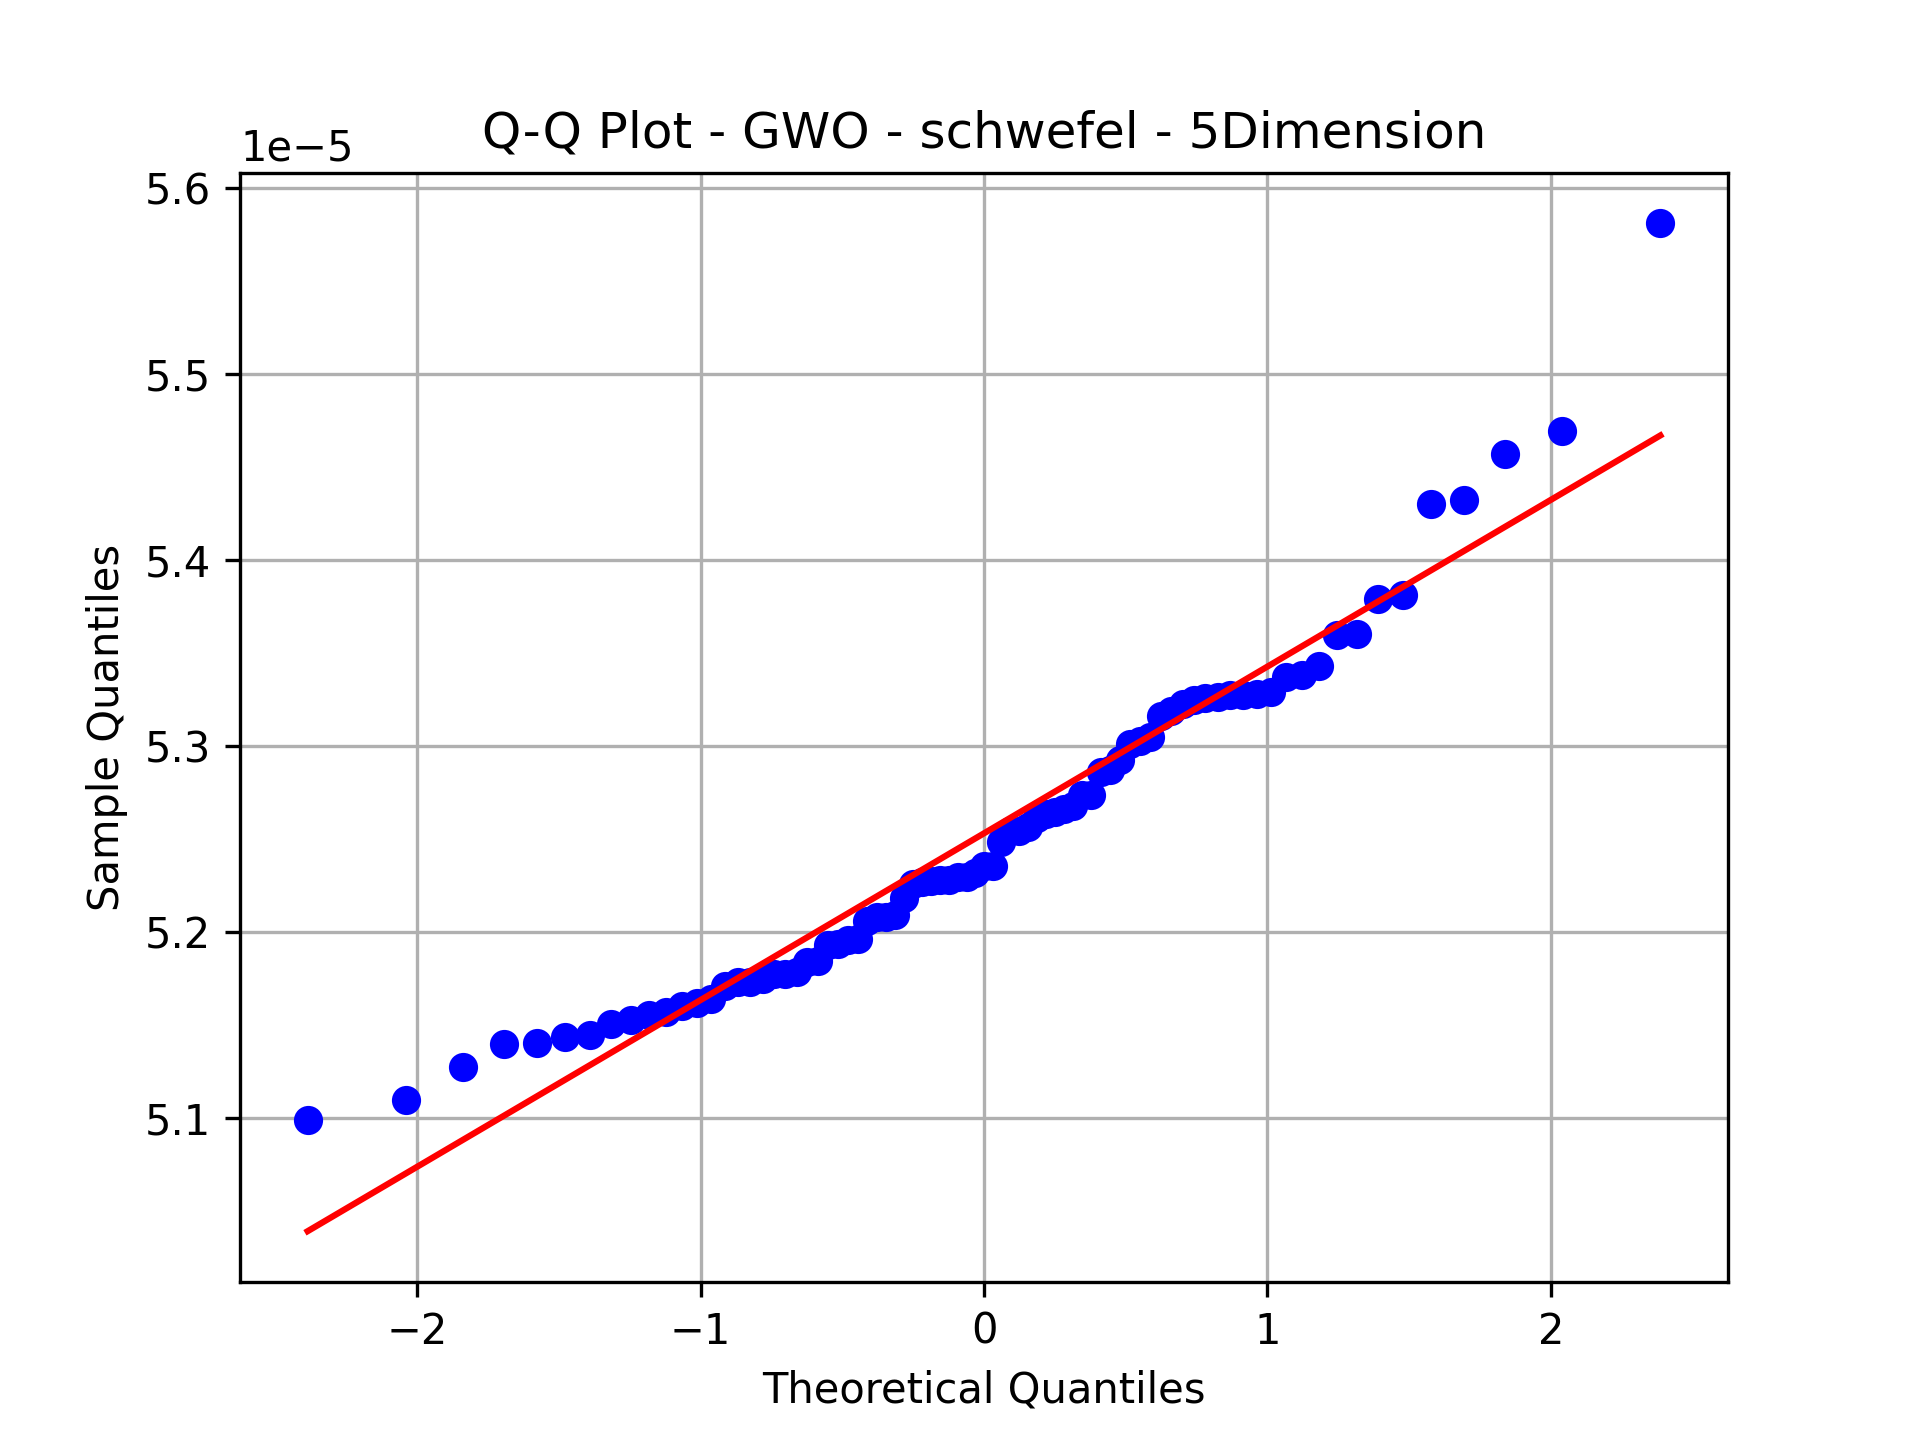 Q-Q Plot - GWO - schwefel - 5Dimension
1e−5
5.6
5.5
5.4
5.3
5.2
5.1
Sample Quantiles
−2 −1 0 1 2
Theoretical Quantiles